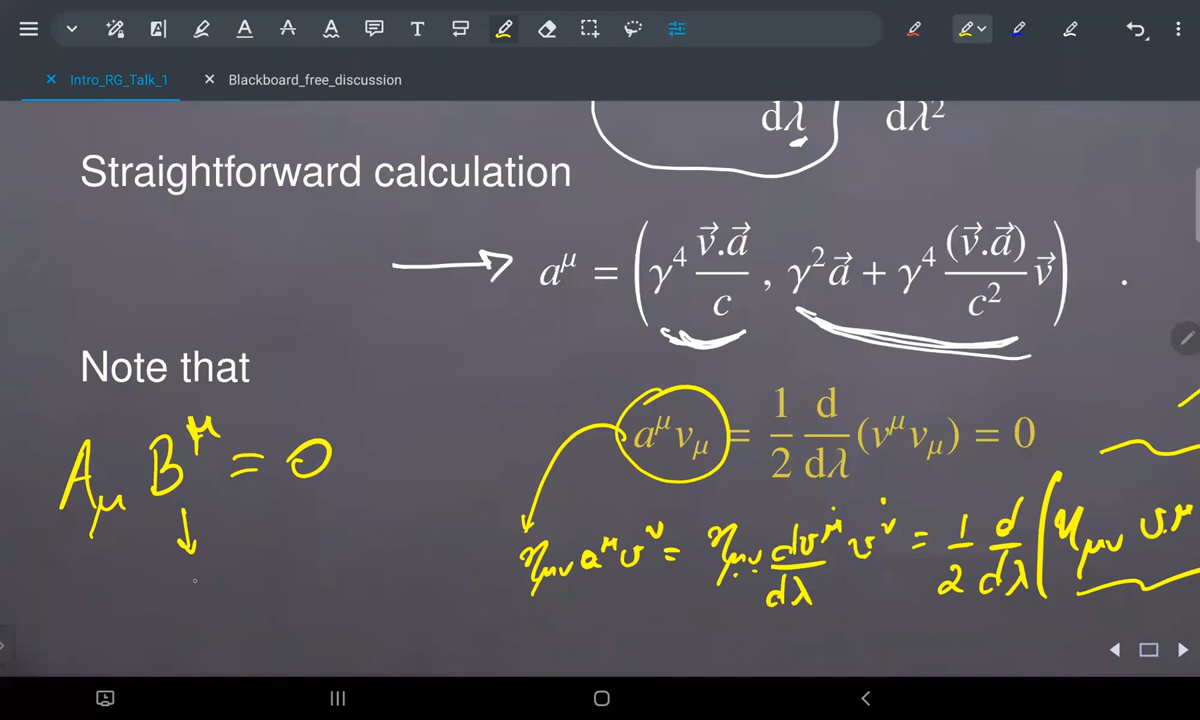 Intro_RG_Talk_1 Blackboard_free_discussion
dλ dλ²
Straightforward calculation
a^μ = ( γ⁴ (v⃗.a⃗)/c , γ²a⃗ + γ⁴ ((v⃗.a⃗)/c²) v⃗ ) .
Note that
a^μ v_μ = 1/2 d/dλ (v^μ v_μ) = 0
A_μ B^μ = 0
η_μν a^μ v^ν = η_μν dv^μ/dλ v^ν = 1/2 d/dλ ( η_μν v^μ